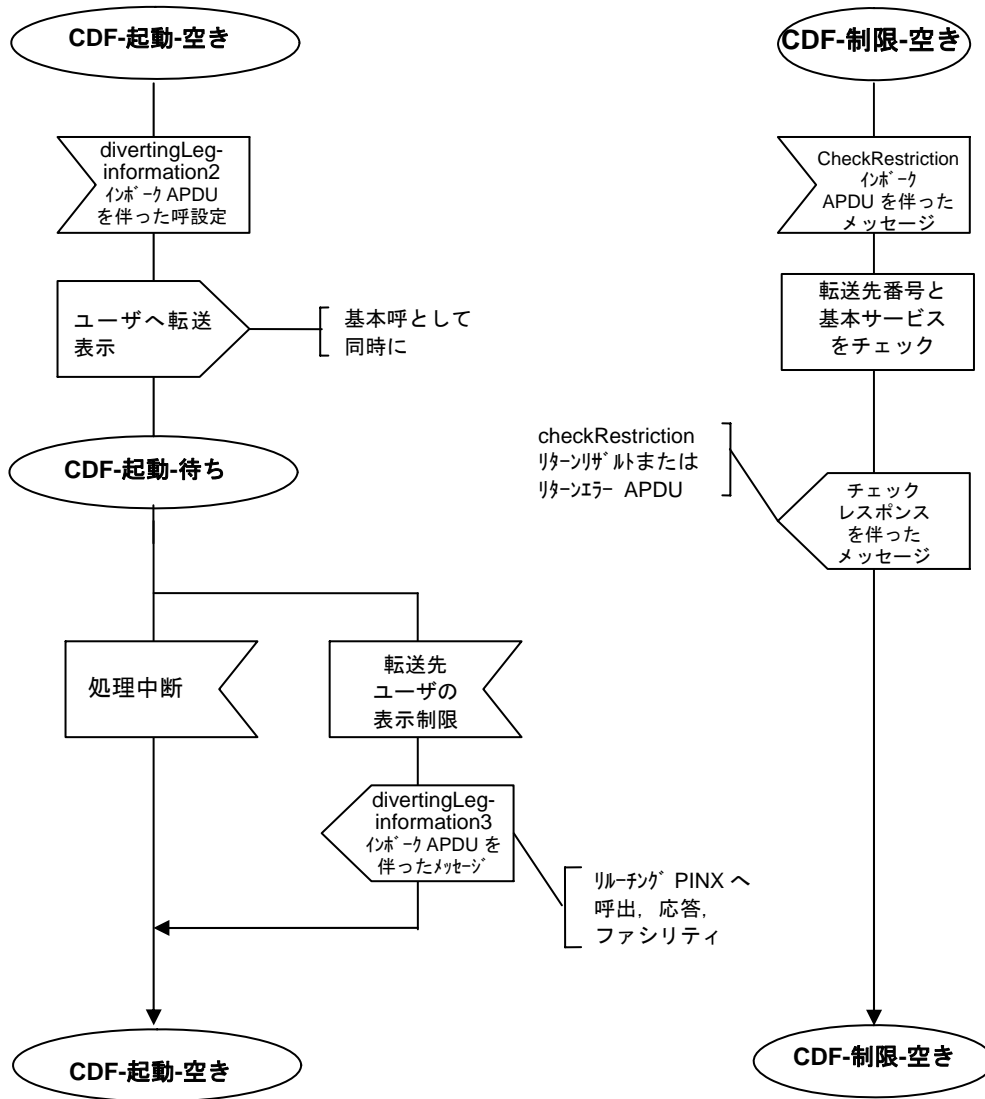 CDF-起動-空き
divertingLeg-
information2
ｲﾝﾎﾞｰｸ APDU
を伴った呼設定
ユーザへ転送
表示
基本呼として
同時に
CDF-起動-待ち
処理中断
転送先
ユーザの
表示制限
divertingLeg-
information3
ｲﾝﾎﾞｰｸ APDU を
伴ったﾒｯｾｰｼﾞ
ﾘﾙｰﾁﾝｸﾞ PINX へ
呼出, 応答,
ファシリティ
CDF-起動-空き
CDF-制限-空き
CheckRestriction
ｲﾝﾎﾞｰｸ
APDU を伴った
メッセージ
転送先番号と
基本サービス
をチェック
checkRestriction
ﾘﾀｰﾝﾘｻﾞﾙﾄまたは
ﾘﾀｰﾝｴﾗｰ APDU
チェック
レスポンス
を伴った
メッセージ
CDF-制限-空き